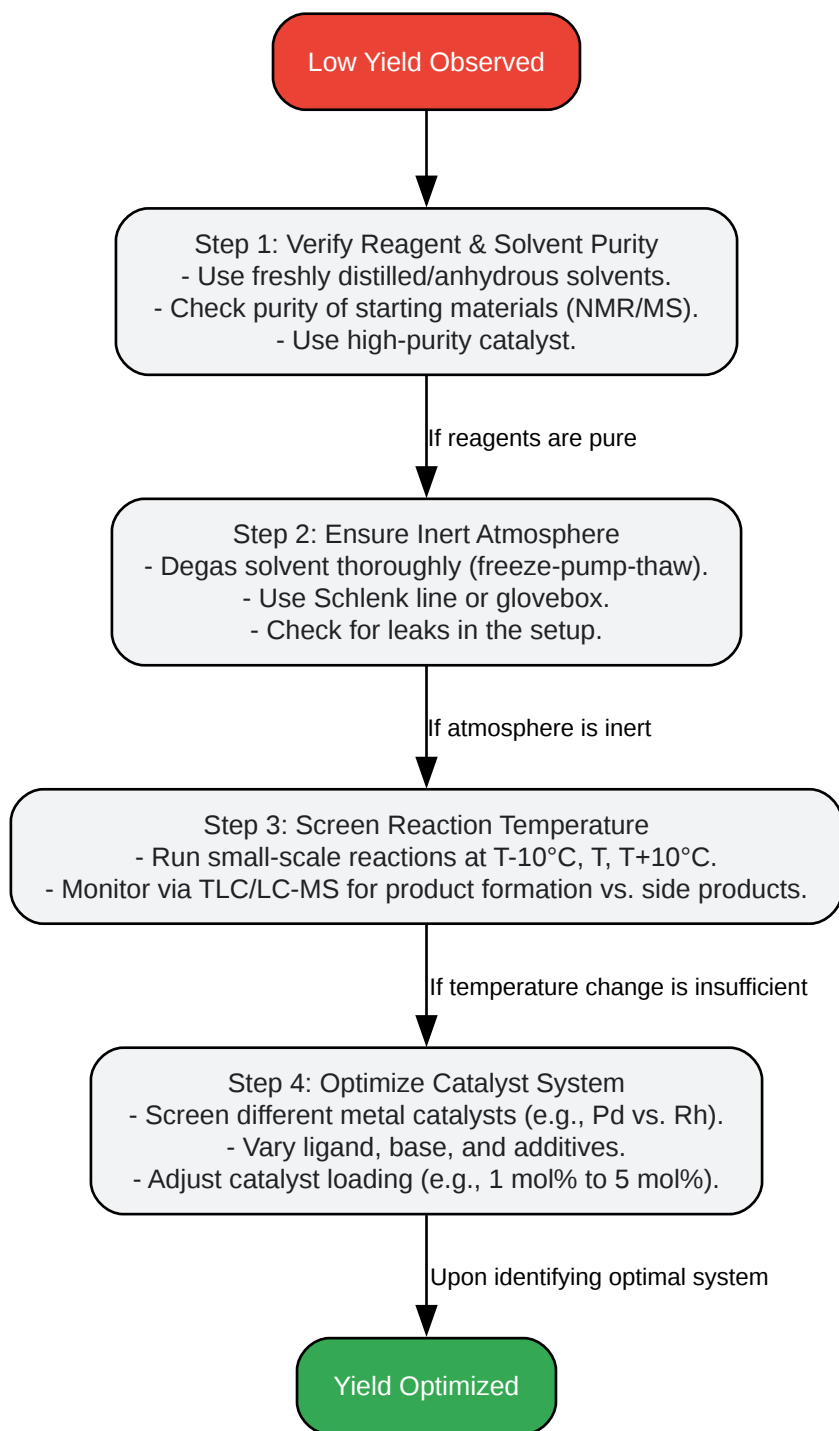 Low Yield Observed
Step 1: Verify Reagent & Solvent Purity
- Use freshly distilled/anhydrous solvents.
- Check purity of starting materials (NMR/MS).
- Use high-purity catalyst.
If reagents are pure
Step 2: Ensure Inert Atmosphere
- Degas solvent thoroughly (freeze-pump-thaw).
- Use Schlenk line or glovebox.
- Check for leaks in the setup.
If atmosphere is inert
Step 3: Screen Reaction Temperature
- Run small-scale reactions at T-10°C, T, T+10°C.
- Monitor via TLC/LC-MS for product formation vs. side products.
If temperature change is insufficient
Step 4: Optimize Catalyst System
- Screen different metal catalysts (e.g., Pd vs. Rh).
- Vary ligand, base, and additives.
- Adjust catalyst loading (e.g., 1 mol% to 5 mol%).
Upon identifying optimal system
Yield Optimized